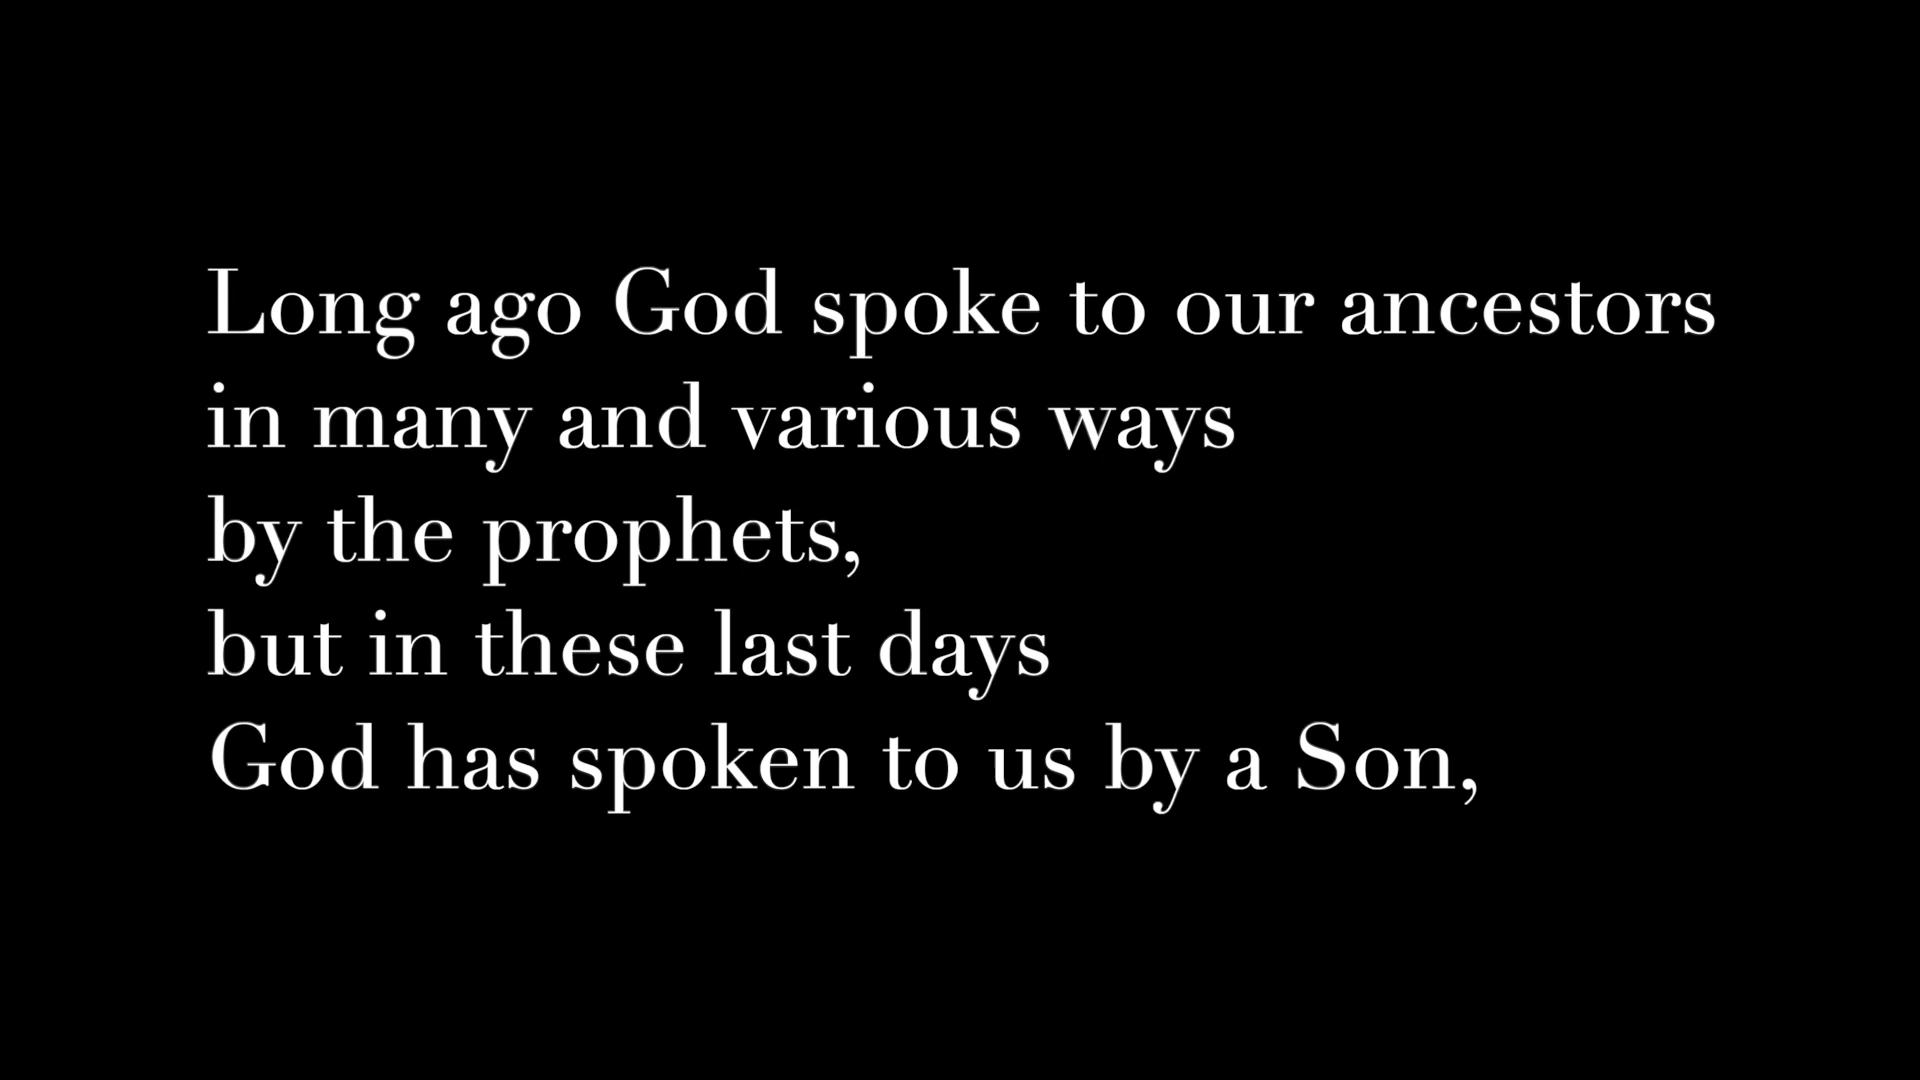 Long ago God spoke to our ancestors
in many and various ways
by the prophets,
but in these last days
God has spoken to us by a Son,